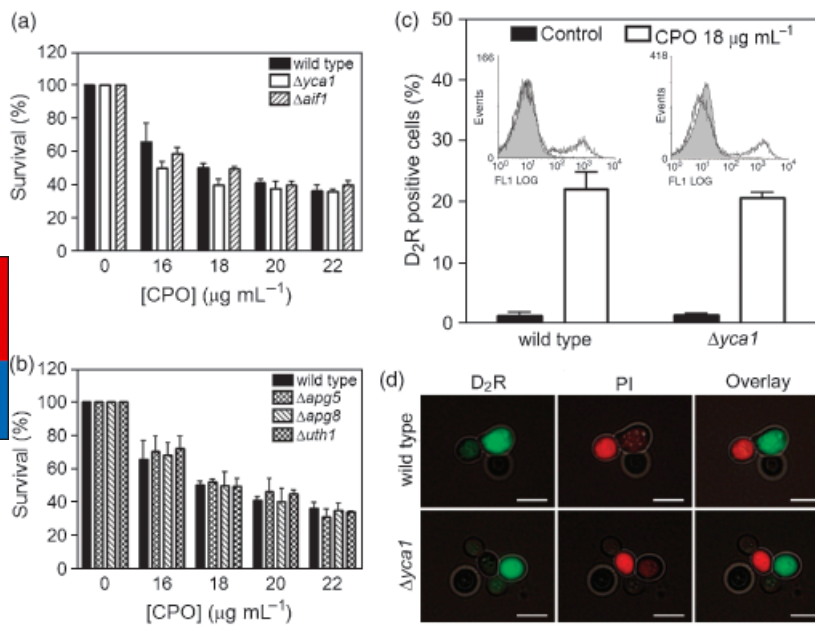 (a)
120
100
80
60
40
20
0
Survival (%)
wild type
Δyca1
Δaif1
0 16 18 20 22
[CPO] (μg mL⁻¹)
(b)
120
100
80
60
40
20
0
Survival (%)
wild type
Δapg5
Δapg8
Δuth1
0 16 18 20 22
[CPO] (μg mL⁻¹)
(c)
50
40
30
20
10
0
D₂R positive cells (%)
Control CPO 18 μg mL⁻¹
166
Events
0
10⁰ 10¹ 10² 10³ 10⁴
FL1 LOG
418
Events
0
10⁰ 10¹ 10² 10³ 10⁴
FL1 LOG
wild type Δyca1
(d)
D₂R PI Overlay
wild type
Δyca1